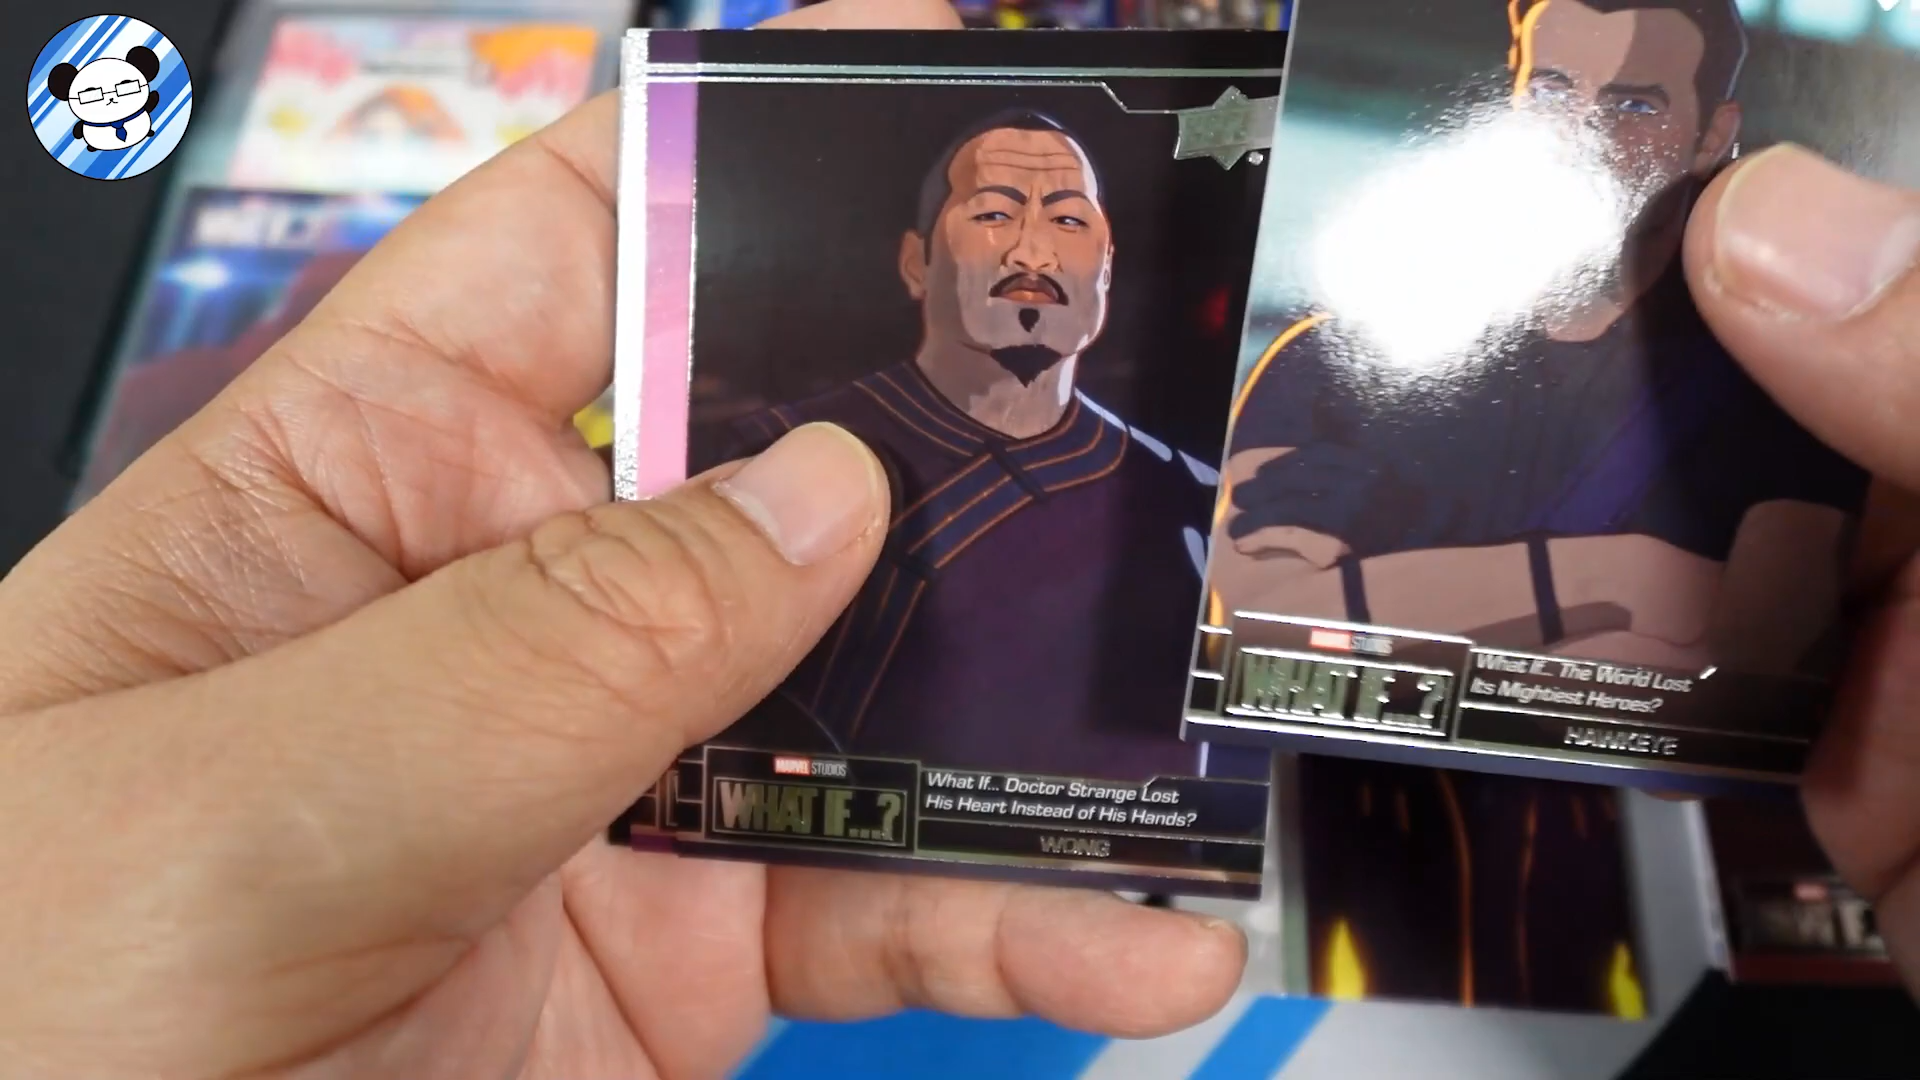 MARVEL STUDIOS
WHAT IF...?
What If... Doctor Strange Lost
His Heart Instead of His Hands?
WONG
MARVEL STUDIOS
WHAT IF...?
What If... The World Lost
Its Mightiest Heroes?
HAWKEYE